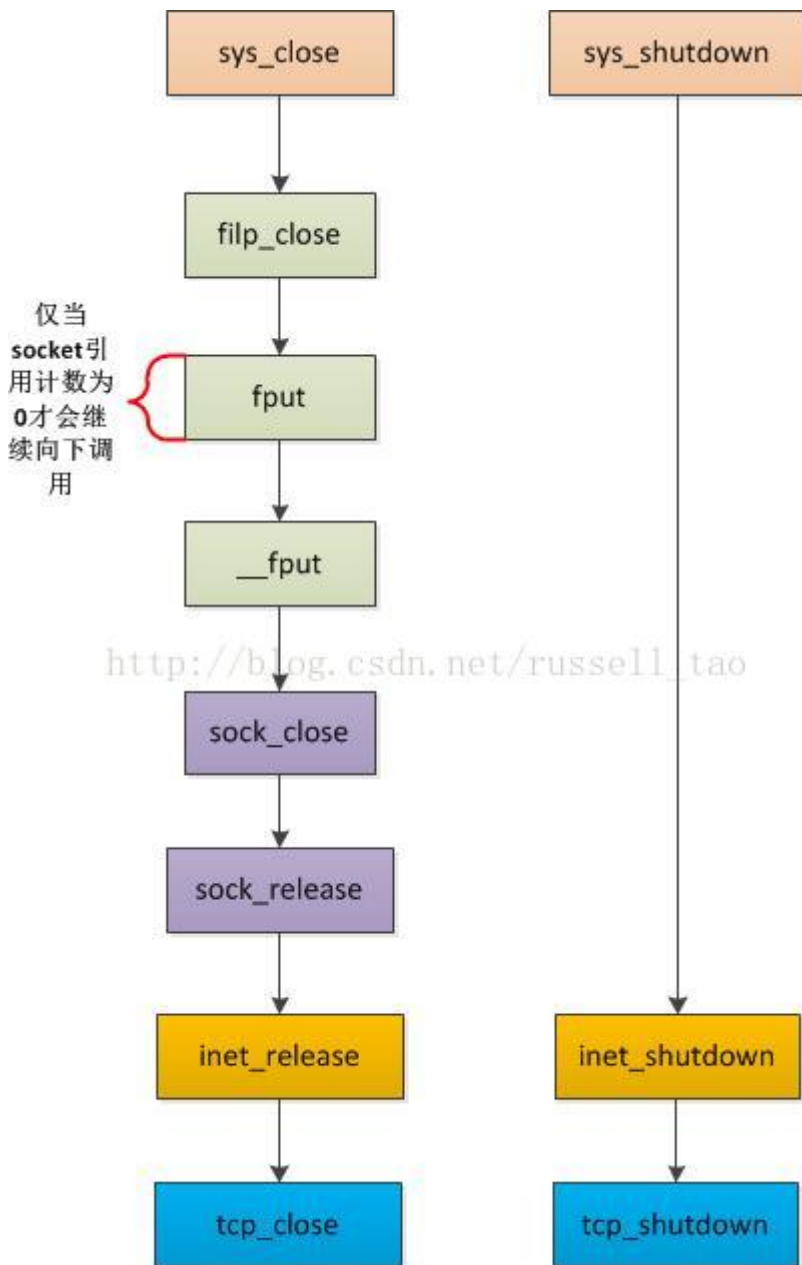 sys_close
sys_shutdown
filp_close
仅当
socket引
用计数为
0才会继
续向下调
用
fput
__fput
http://blog.csdn.net/russell_tao
sock_close
sock_release
inet_release
inet_shutdown
tcp_close
tcp_shutdown